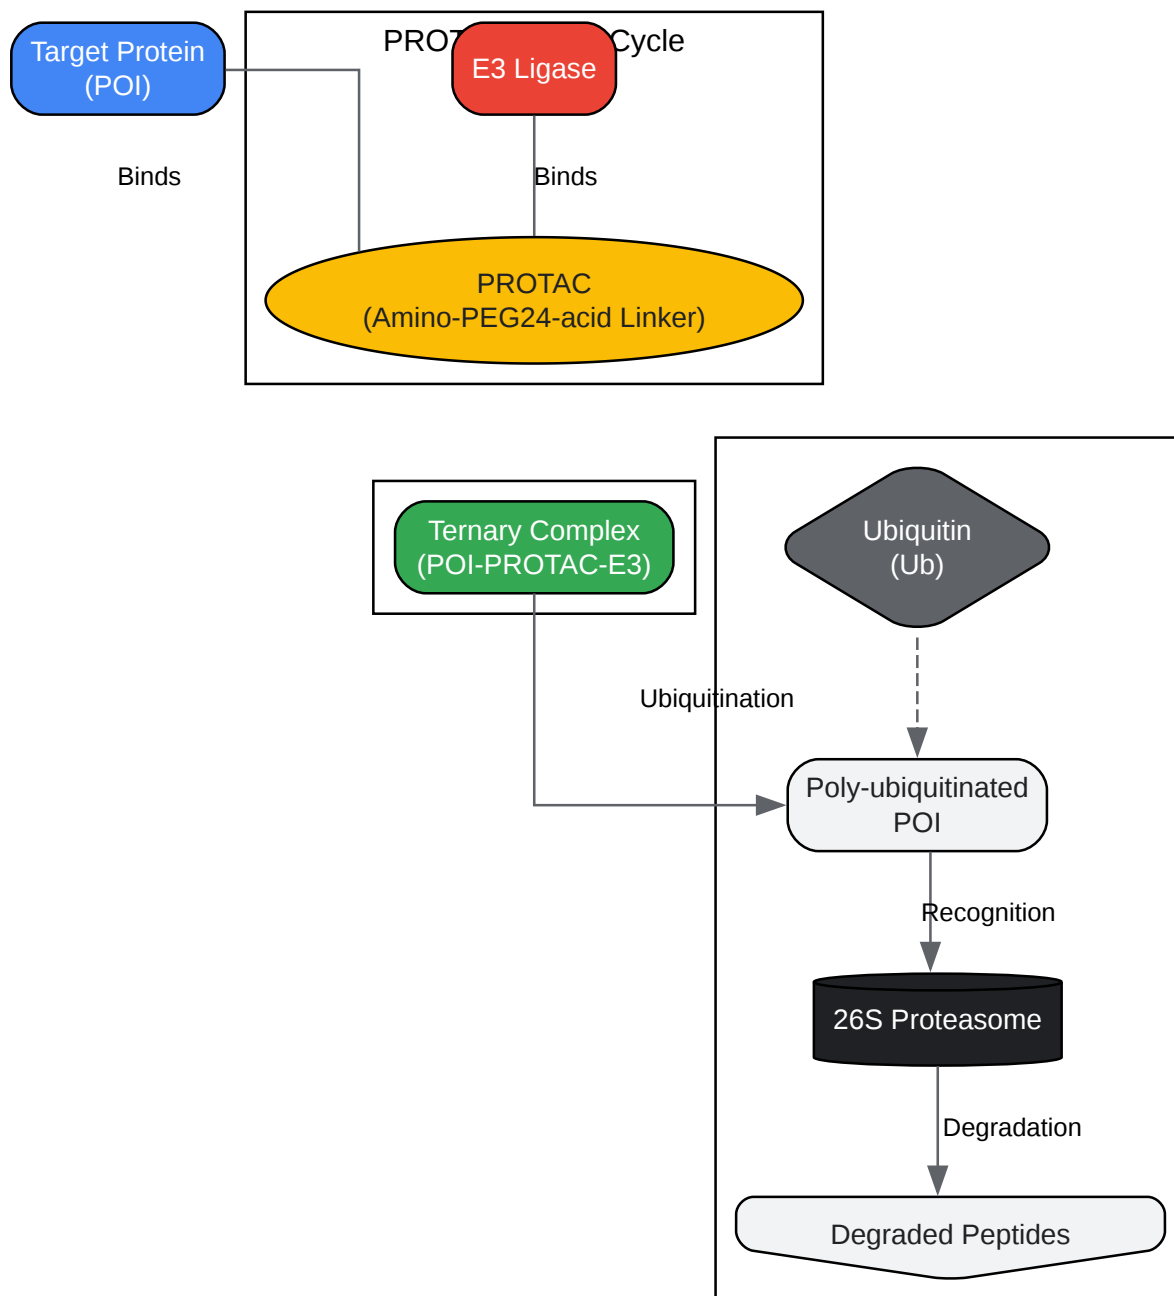 Target Protein
(POI)
PROT Cycle
E3 Ligase
Binds
Binds
PROTAC
(Amino-PEG24-acid Linker)
Ternary Complex
(POI-PROTAC-E3)
Ubiquitin
(Ub)
Ubiquitination
Poly-ubiquitinated
POI
Recognition
26S Proteasome
Degradation
Degraded Peptides